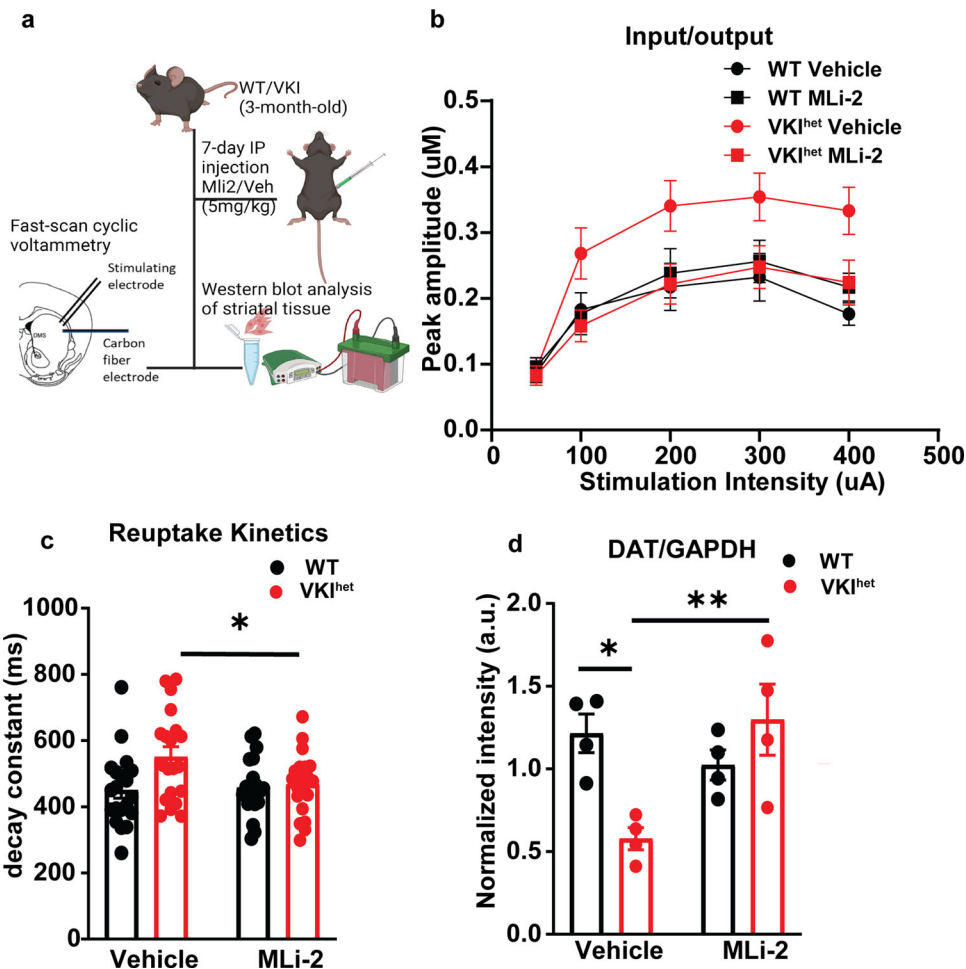 a
WT/VKI
(3-month-old)
7-day IP
injection
Mli2/Veh
(5mg/kg)
Fast-scan cyclic
voltammetry
Stimulating
electrode
DMS
Carbon
fiber
electrode
Western blot analysis
of striatal tissue
b
Input/output
WT Vehicle
WT MLi-2
VKIhet Vehicle
VKIhet MLi-2
Peak amplitude (uM)
0.5
0.4
0.3
0.2
0.1
0.0
0 100 200 300 400 500
Stimulation Intensity (uA)
c
Reuptake Kinetics
WT
VKIhet
decay constant (ms)
1000
800
600
400
200
0
*
Vehicle MLi-2
d
DAT/GAPDH
WT
VKIhet
Normalized intensity (a.u.)
2.0
1.5
1.0
0.5
0.0
*
**
Vehicle MLi-2